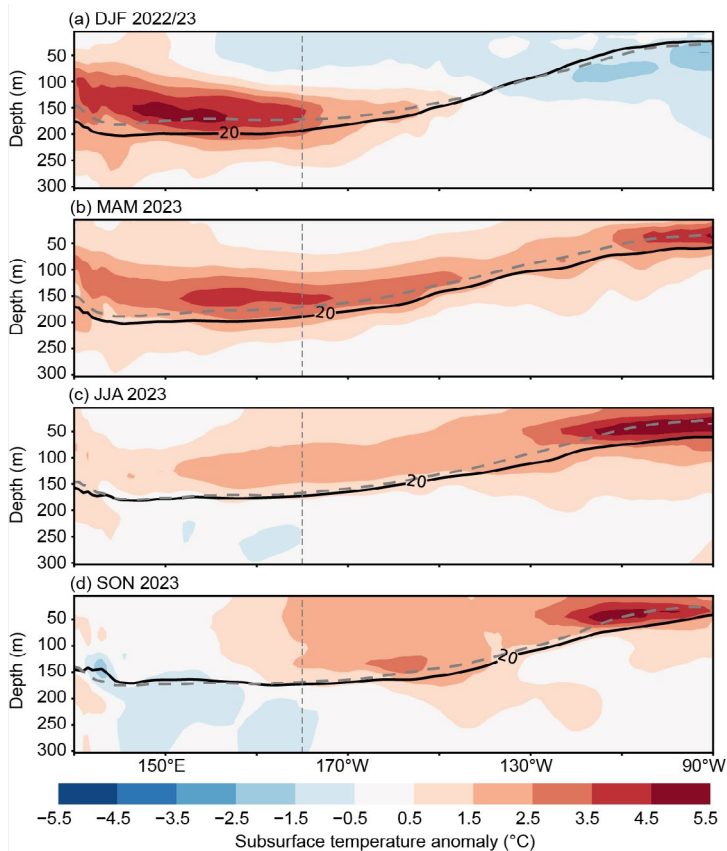 (a) DJF 2022/23
Depth (m)
50
100
150
200
250
300
20
(b) MAM 2023
Depth (m)
50
100
150
200
250
300
20
(c) JJA 2023
Depth (m)
50
100
150
200
250
300
20
(d) SON 2023
Depth (m)
50
100
150
200
250
300
20
150°E 170°W 130°W 90°W
−5.5 −4.5 −3.5 −2.5 −1.5 −0.5 0.5 1.5 2.5 3.5 4.5 5.5
Subsurface temperature anomaly (°C)